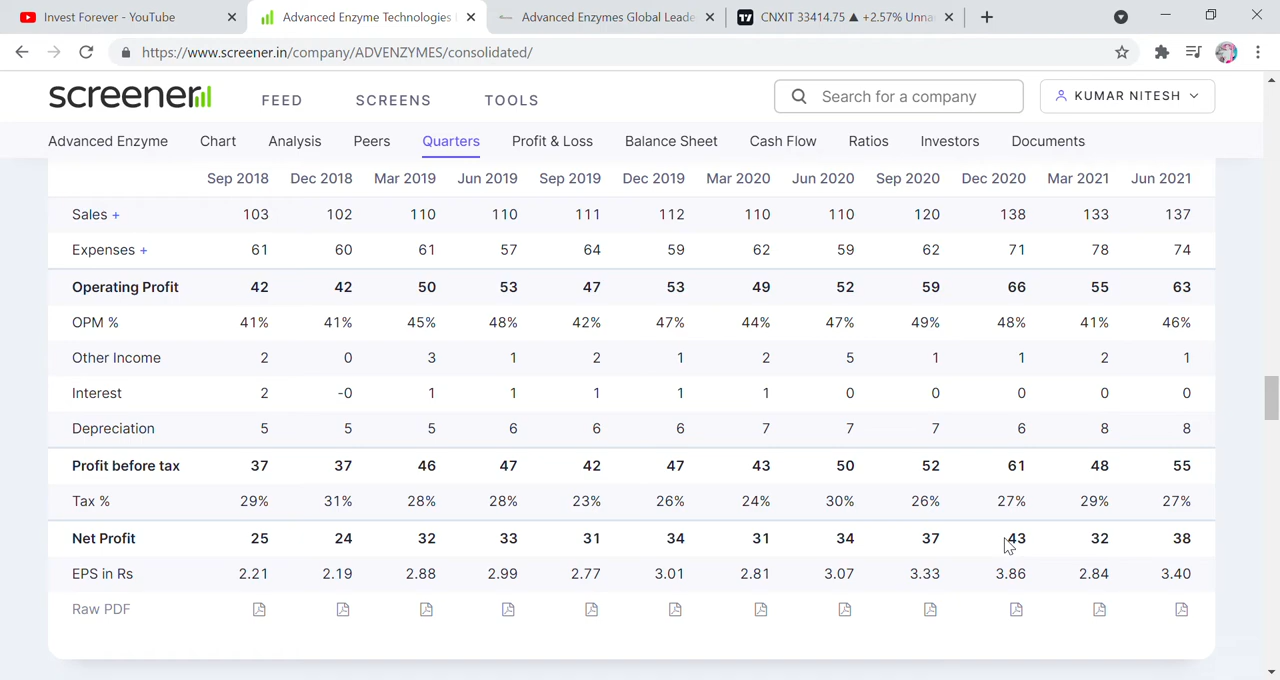 Invest Forever - YouTube
Advanced Enzyme Technologies
Advanced Enzymes Global Leade
CNXIT 33414.75 ▲ +2.57% Unna
https://www.screener.in/company/ADVENZYMES/consolidated/
screener
FEED SCREENS TOOLS
Search for a company
KUMAR NITESH
Advanced Enzyme Chart Analysis Peers Quarters Profit & Loss Balance Sheet Cash Flow Ratios Investors Documents
Sep 2018 Dec 2018 Mar 2019 Jun 2019 Sep 2019 Dec 2019 Mar 2020 Jun 2020 Sep 2020 Dec 2020 Mar 2021 Jun 2021
Sales + 103 102 110 110 111 112 110 110 120 138 133 137
Expenses + 61 60 61 57 64 59 62 59 62 71 78 74
Operating Profit 42 42 50 53 47 53 49 52 59 66 55 63
OPM % 41% 41% 45% 48% 42% 47% 44% 47% 49% 48% 41% 46%
Other Income 2 0 3 1 2 1 2 5 1 1 2 1
Interest 2 -0 1 1 1 1 1 0 0 0 0 0
Depreciation 5 5 5 6 6 6 7 7 7 6 8 8
Profit before tax 37 37 46 47 42 47 43 50 52 61 48 55
Tax % 29% 31% 28% 28% 23% 26% 24% 30% 26% 27% 29% 27%
Net Profit 25 24 32 33 31 34 31 34 37 43 32 38
EPS in Rs 2.21 2.19 2.88 2.99 2.77 3.01 2.81 3.07 3.33 3.86 2.84 3.40
Raw PDF